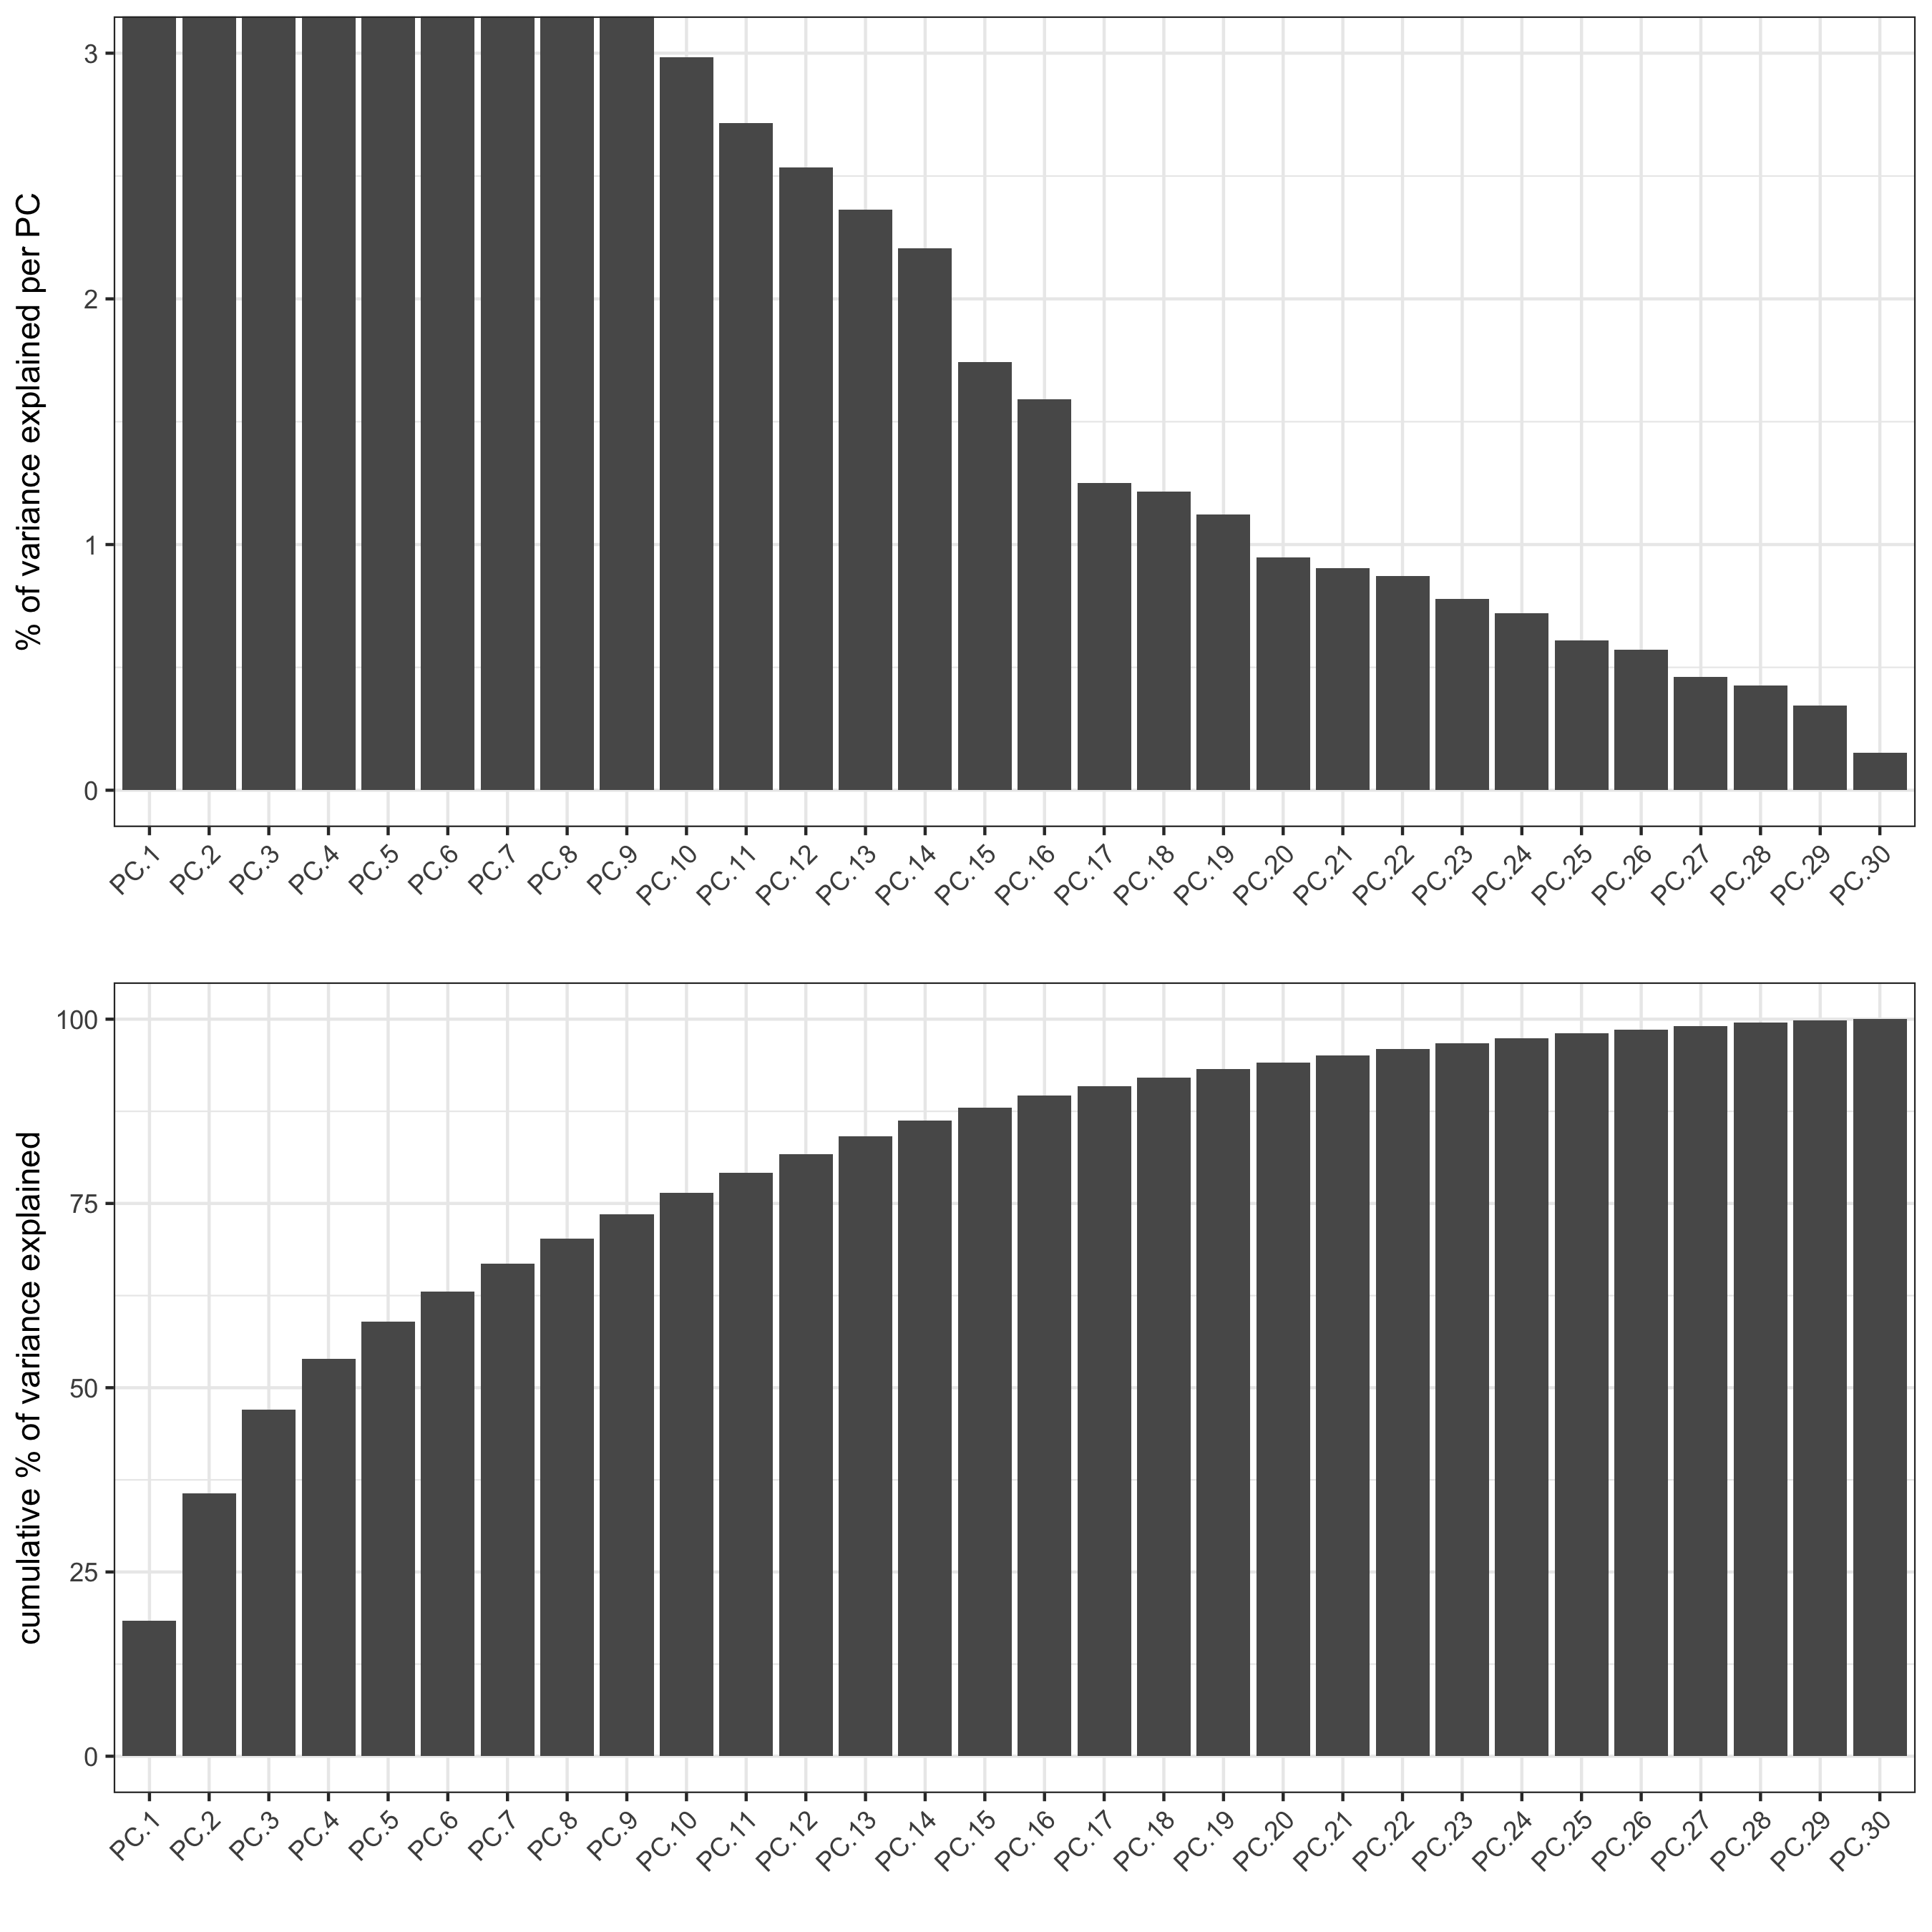 % of variance explained per PC
3
2
1
0
PC.1 PC.2 PC.3 PC.4 PC.5 PC.6 PC.7 PC.8 PC.9 PC.10 PC.11 PC.12 PC.13 PC.14 PC.15 PC.16 PC.17 PC.18 PC.19 PC.20 PC.21 PC.22 PC.23 PC.24 PC.25 PC.26 PC.27 PC.28 PC.29 PC.30
cumulative % of variance explained
100
75
50
25
0
PC.1 PC.2 PC.3 PC.4 PC.5 PC.6 PC.7 PC.8 PC.9 PC.10 PC.11 PC.12 PC.13 PC.14 PC.15 PC.16 PC.17 PC.18 PC.19 PC.20 PC.21 PC.22 PC.23 PC.24 PC.25 PC.26 PC.27 PC.28 PC.29 PC.30